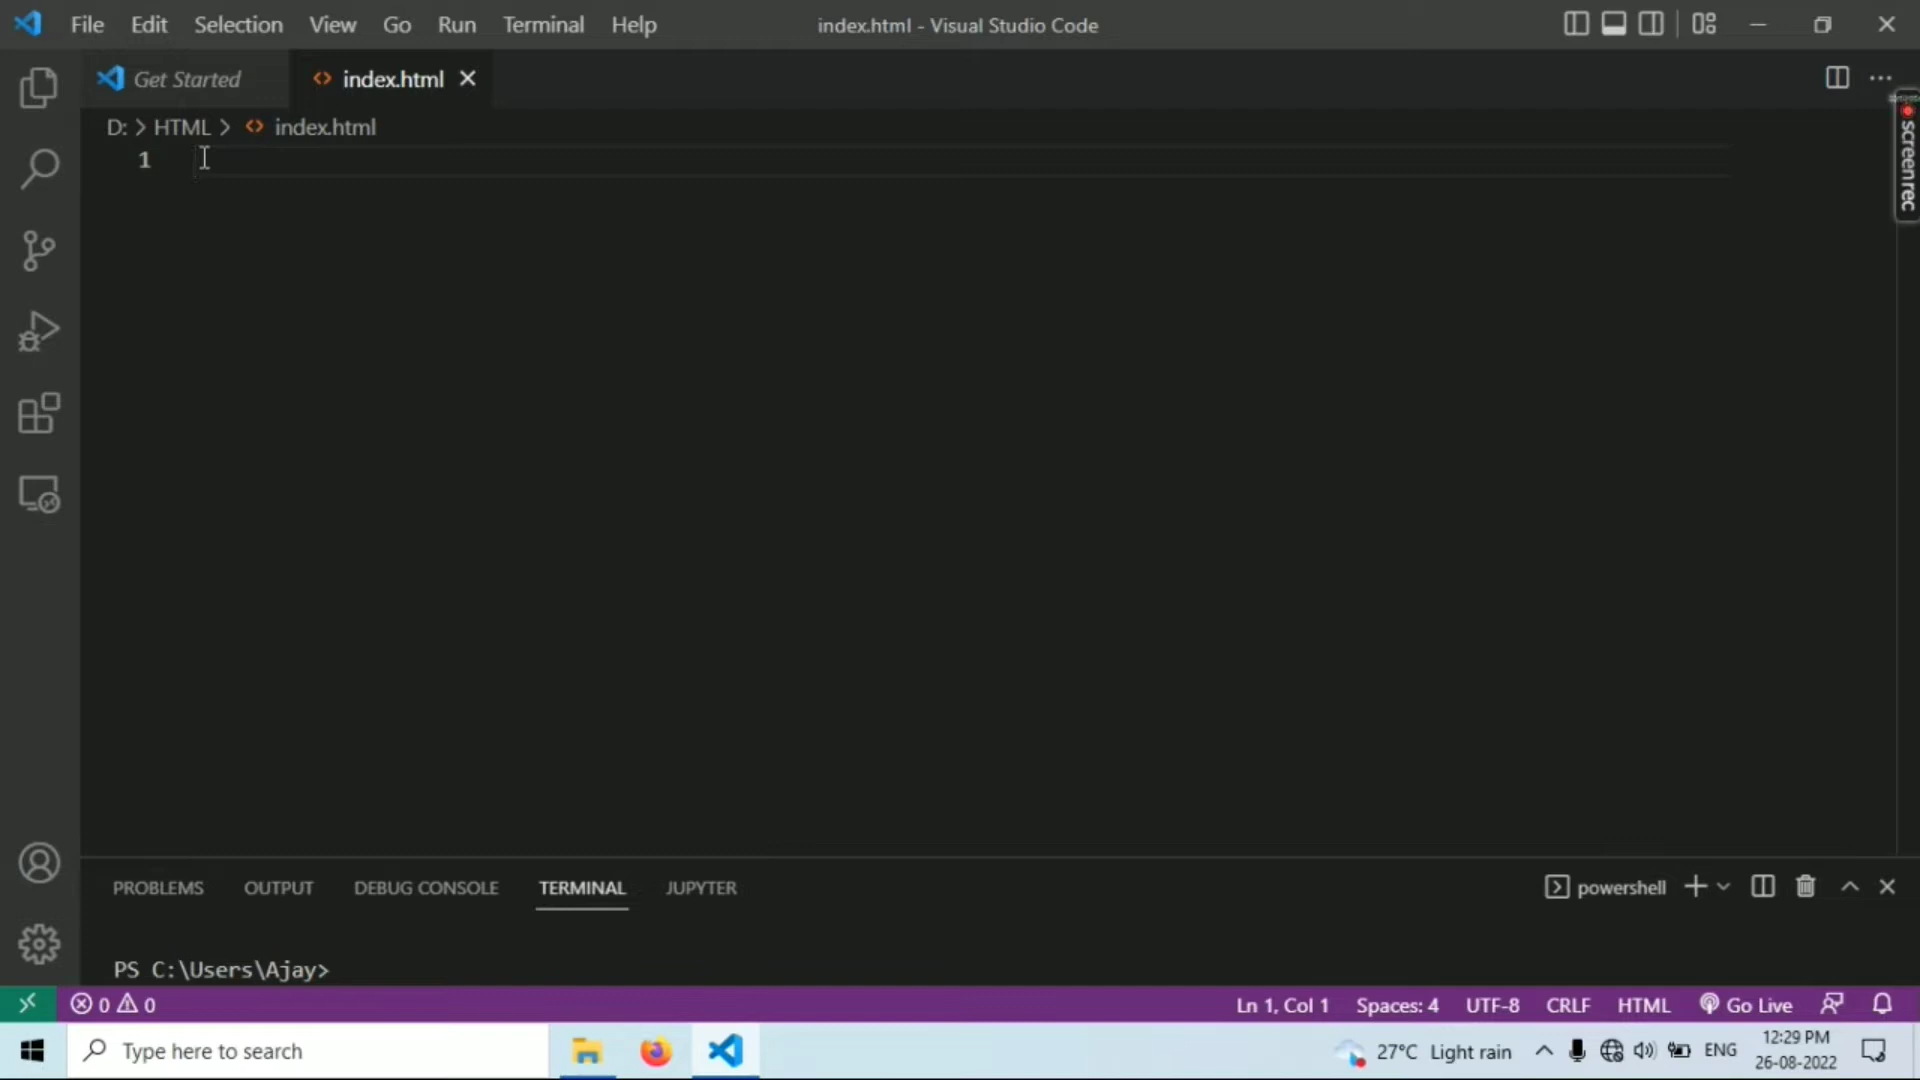 File Edit Selection View Go Run Terminal Help index.html - Visual Studio Code
Get Started index.html
D: > HTML > index.html
1
screenrec
PROBLEMS OUTPUT DEBUG CONSOLE TERMINAL JUPYTER powershell
PS C:\Users\Ajay>
0 0 Ln 1, Col 1 Spaces: 4 UTF-8 CRLF HTML Go Live
Type here to search 27°C Light rain ENG 12:29 PM
26-08-2022